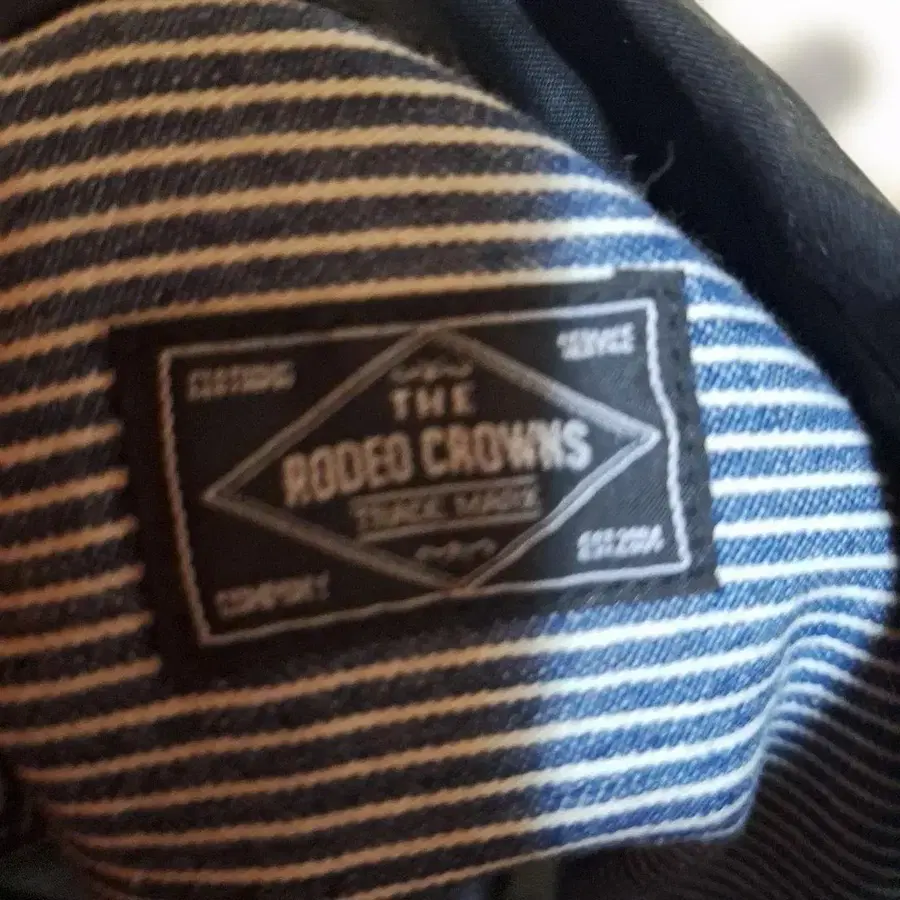 CLOTHING
SERVICE
THE
RODEO CROWNS
TRADE MARK
COMPANY
EST.2004